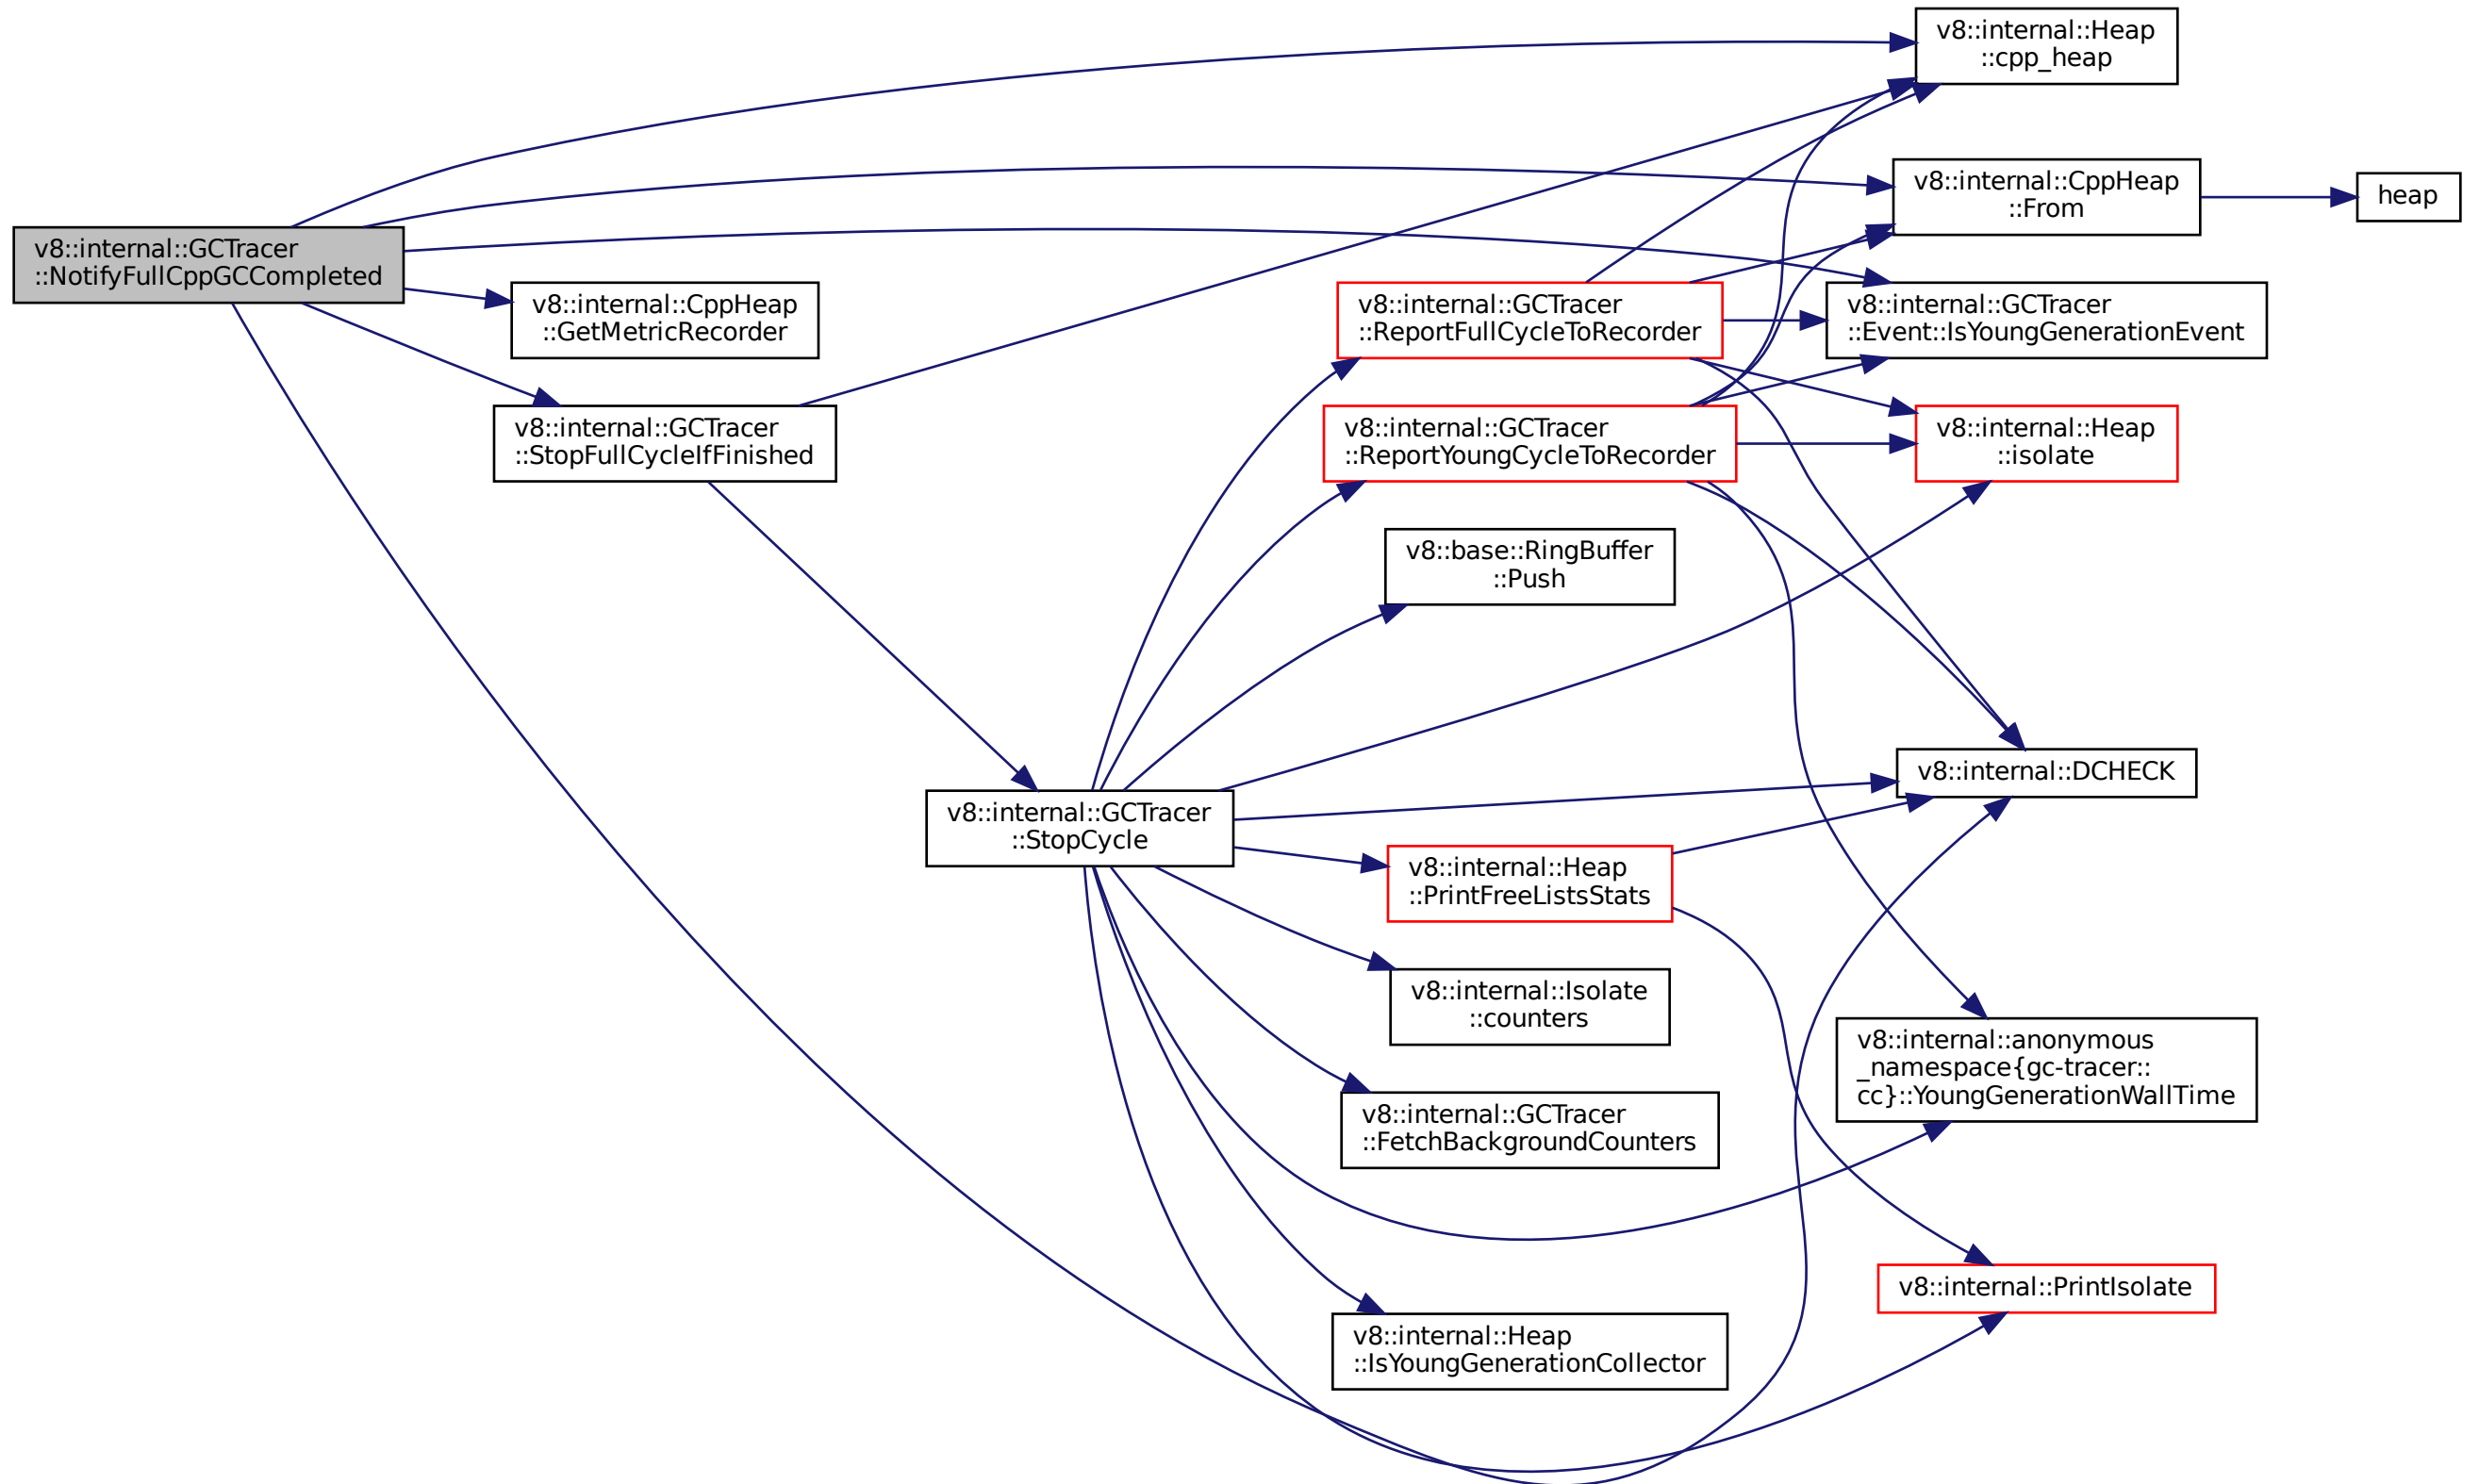 v8::internal::GCTracer
::NotifyFullCppGCCompleted
v8::internal::CppHeap
::GetMetricRecorder
v8::internal::GCTracer
::StopFullCycleIfFinished
v8::internal::GCTracer
::StopCycle
v8::internal::GCTracer
::ReportFullCycleToRecorder
v8::internal::GCTracer
::ReportYoungCycleToRecorder
v8::base::RingBuffer
::Push
v8::internal::Heap
::PrintFreeListsStats
v8::internal::Isolate
::counters
v8::internal::GCTracer
::FetchBackgroundCounters
v8::internal::Heap
::IsYoungGenerationCollector
v8::internal::Heap
::cpp_heap
v8::internal::CppHeap
::From
v8::internal::GCTracer
::Event::IsYoungGenerationEvent
v8::internal::Heap
::isolate
v8::internal::DCHECK
v8::internal::anonymous
_namespace{gc-tracer::
cc}::YoungGenerationWallTime
v8::internal::PrintIsolate
heap